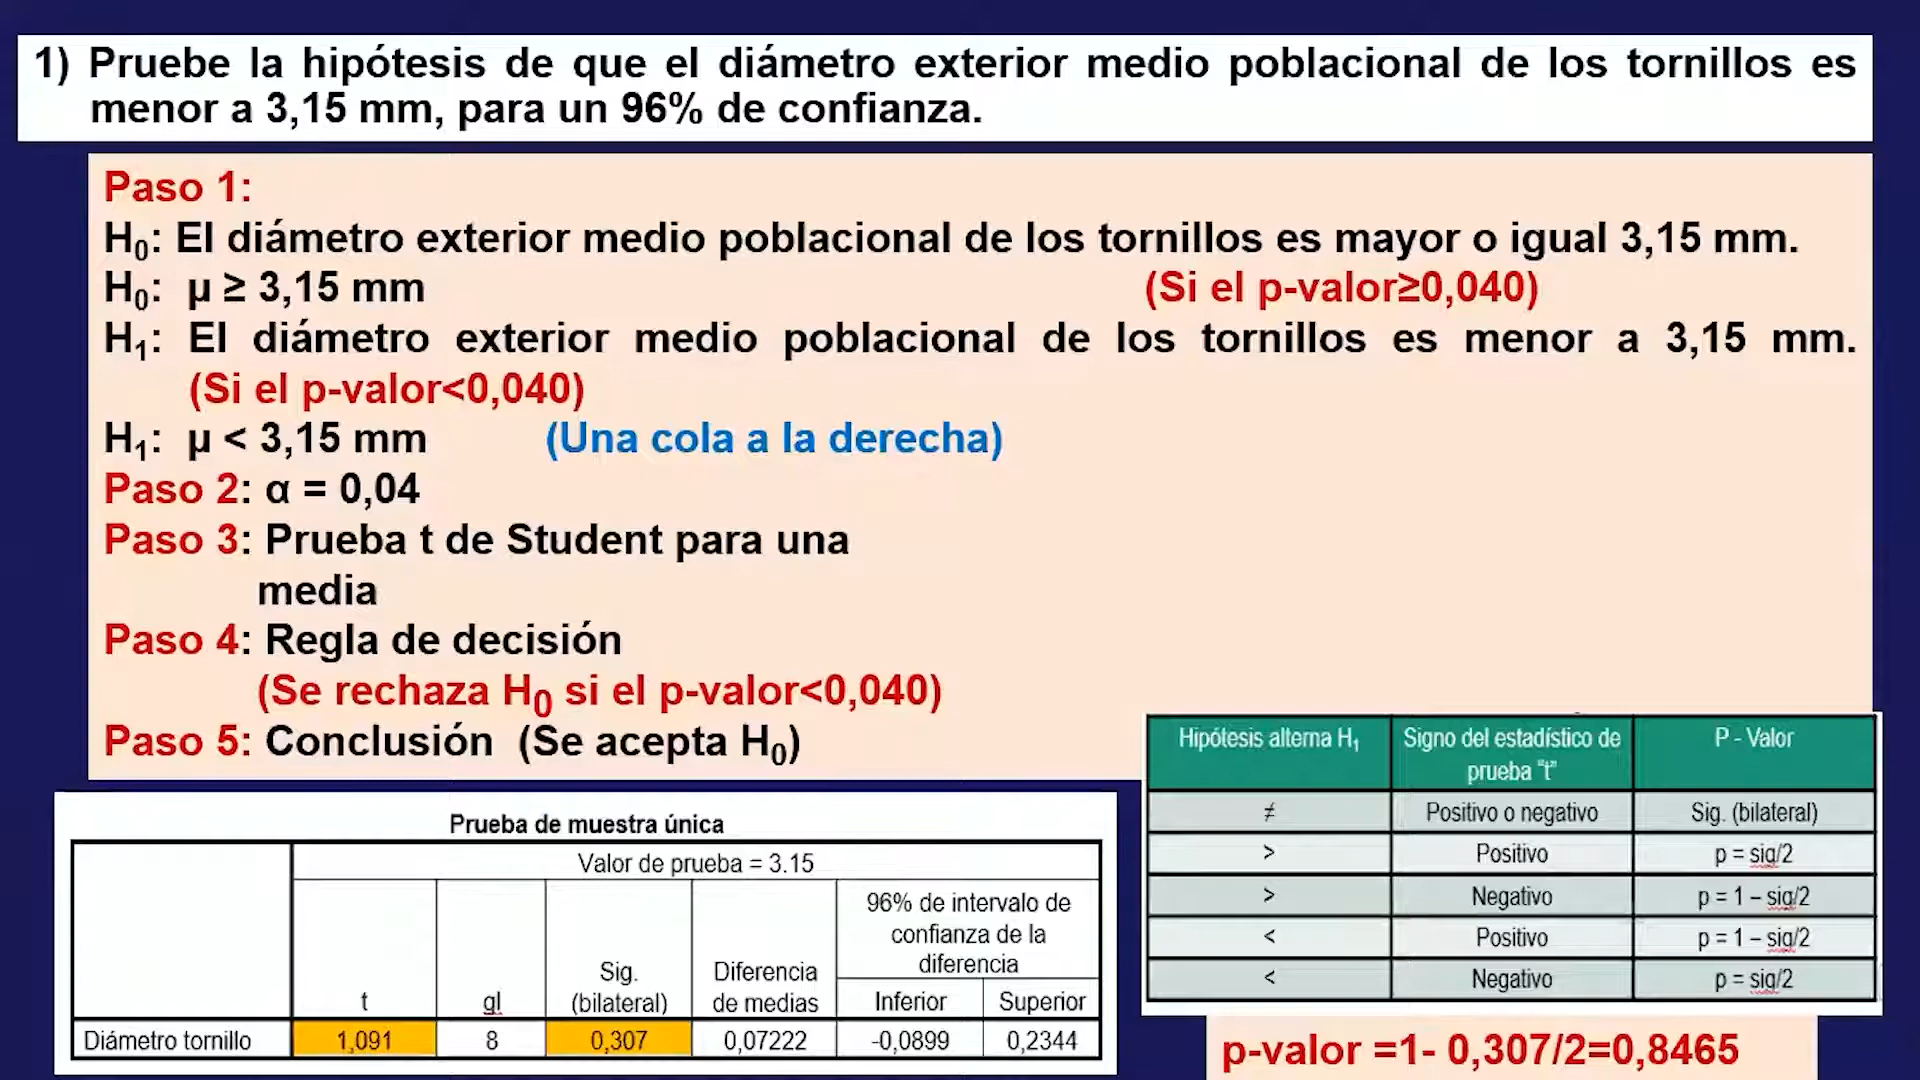 1) Pruebe la hipótesis de que el diámetro exterior medio poblacional de los tornillos es
menor a 3,15 mm, para un 96% de confianza.
Paso 1:
H₀: El diámetro exterior medio poblacional de los tornillos es mayor o igual 3,15 mm.
H₀: μ ≥ 3,15 mm (Si el p-valor≥0,040)
H₁: El diámetro exterior medio poblacional de los tornillos es menor a 3,15 mm.
(Si el p-valor<0,040)
H₁: μ < 3,15 mm (Una cola a la derecha)
Paso 2: α = 0,04
Paso 3: Prueba t de Student para una
media
Paso 4: Regla de decisión
(Se rechaza H₀ si el p-valor<0,040)
Paso 5: Conclusión (Se acepta H₀)
Prueba de muestra única
Valor de prueba = 3.15
96% de intervalo de
confianza de la
diferencia
Sig. Diferencia
t gl (bilateral) de medias Inferior Superior
Diámetro tornillo 1,091 8 0,307 0,07222 -0,0899 0,2344
Hipótesis alterna H₁ Signo del estadístico de P - Valor
prueba "t"
≠ Positivo o negativo Sig. (bilateral)
> Positivo p = sig/2
> Negativo p = 1 – sig/2
< Positivo p = 1 – sig/2
< Negativo p = sig/2
p-valor =1- 0,307/2=0,8465